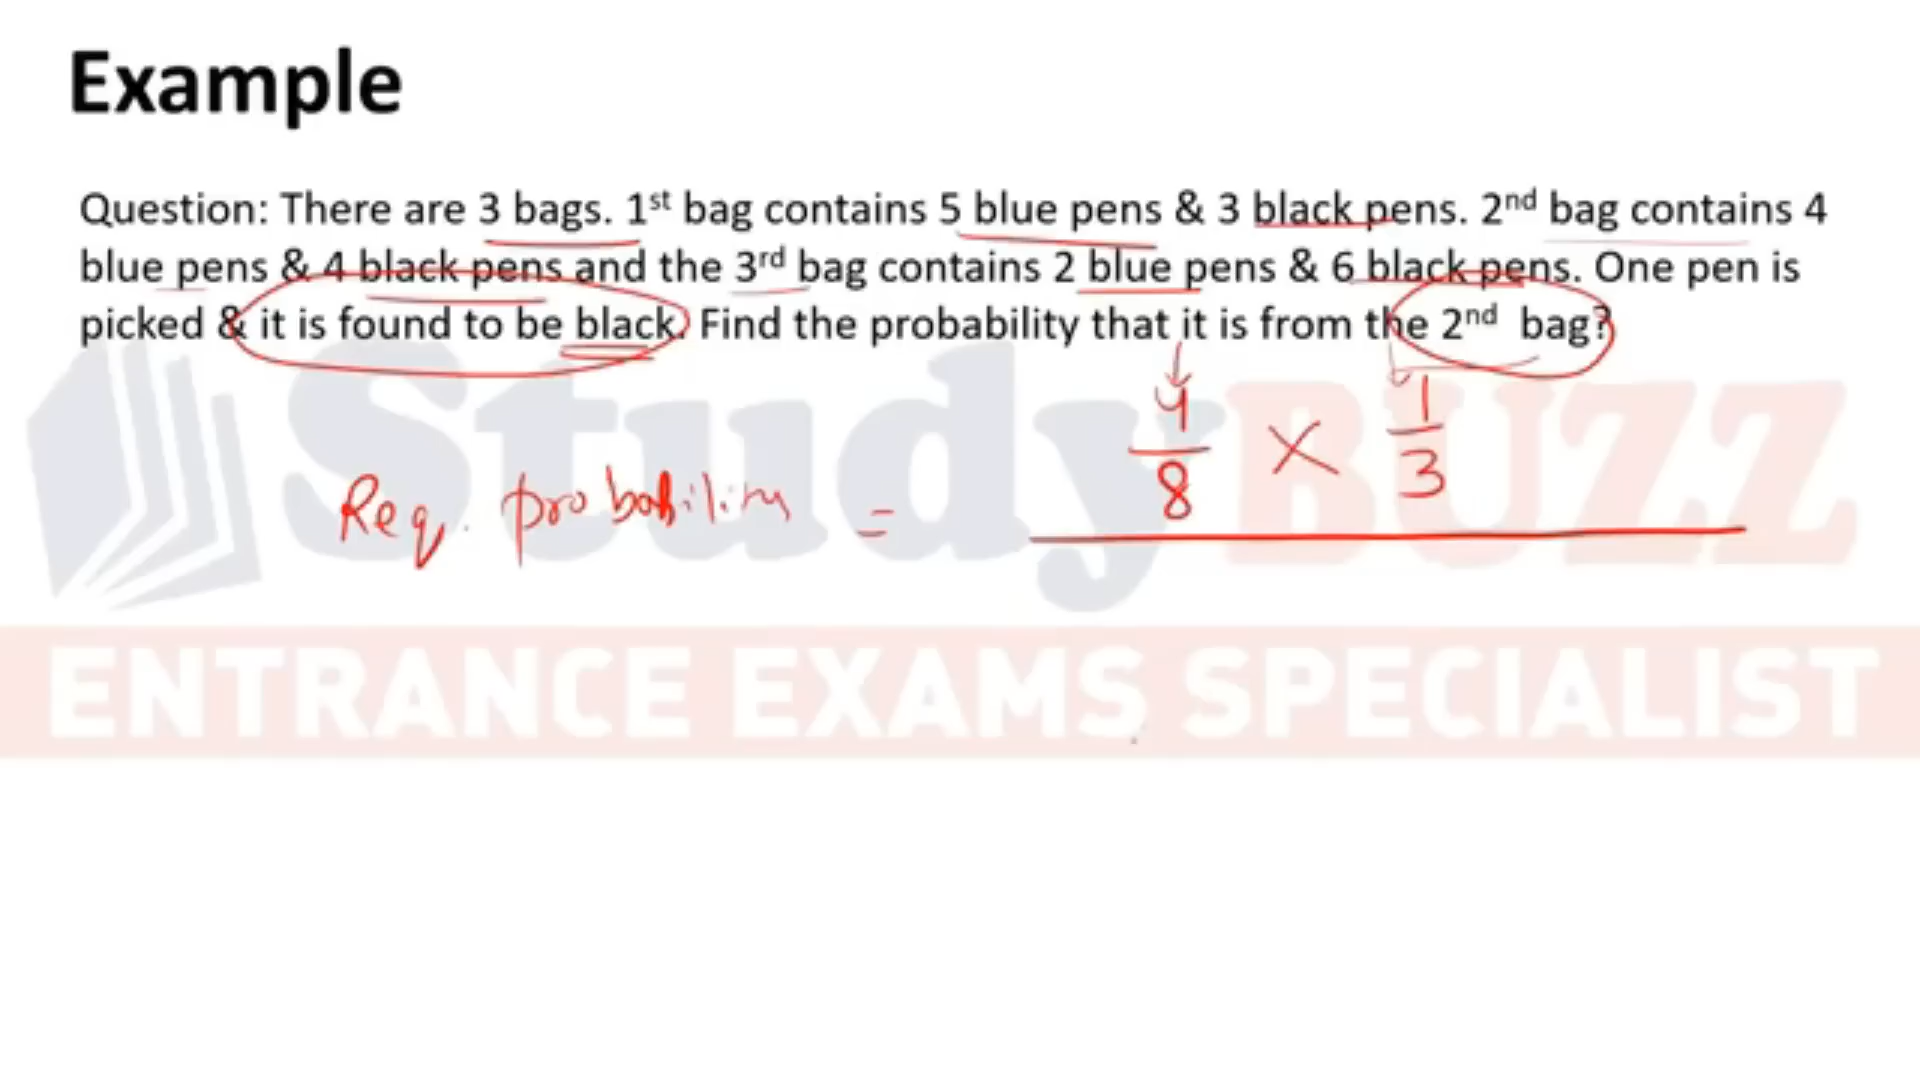 Example
Question: There are 3 bags. 1st bag contains 5 blue pens & 3 black pens. 2nd bag contains 4
blue pens & 4 black pens and the 3rd bag contains 2 blue pens & 6 black pens. One pen is
picked & it is found to be black. Find the probability that it is from the 2nd bag?
4/8 × 1/3
Req. probability =
StudyBUZZ
ENTRANCE EXAMS SPECIALIST